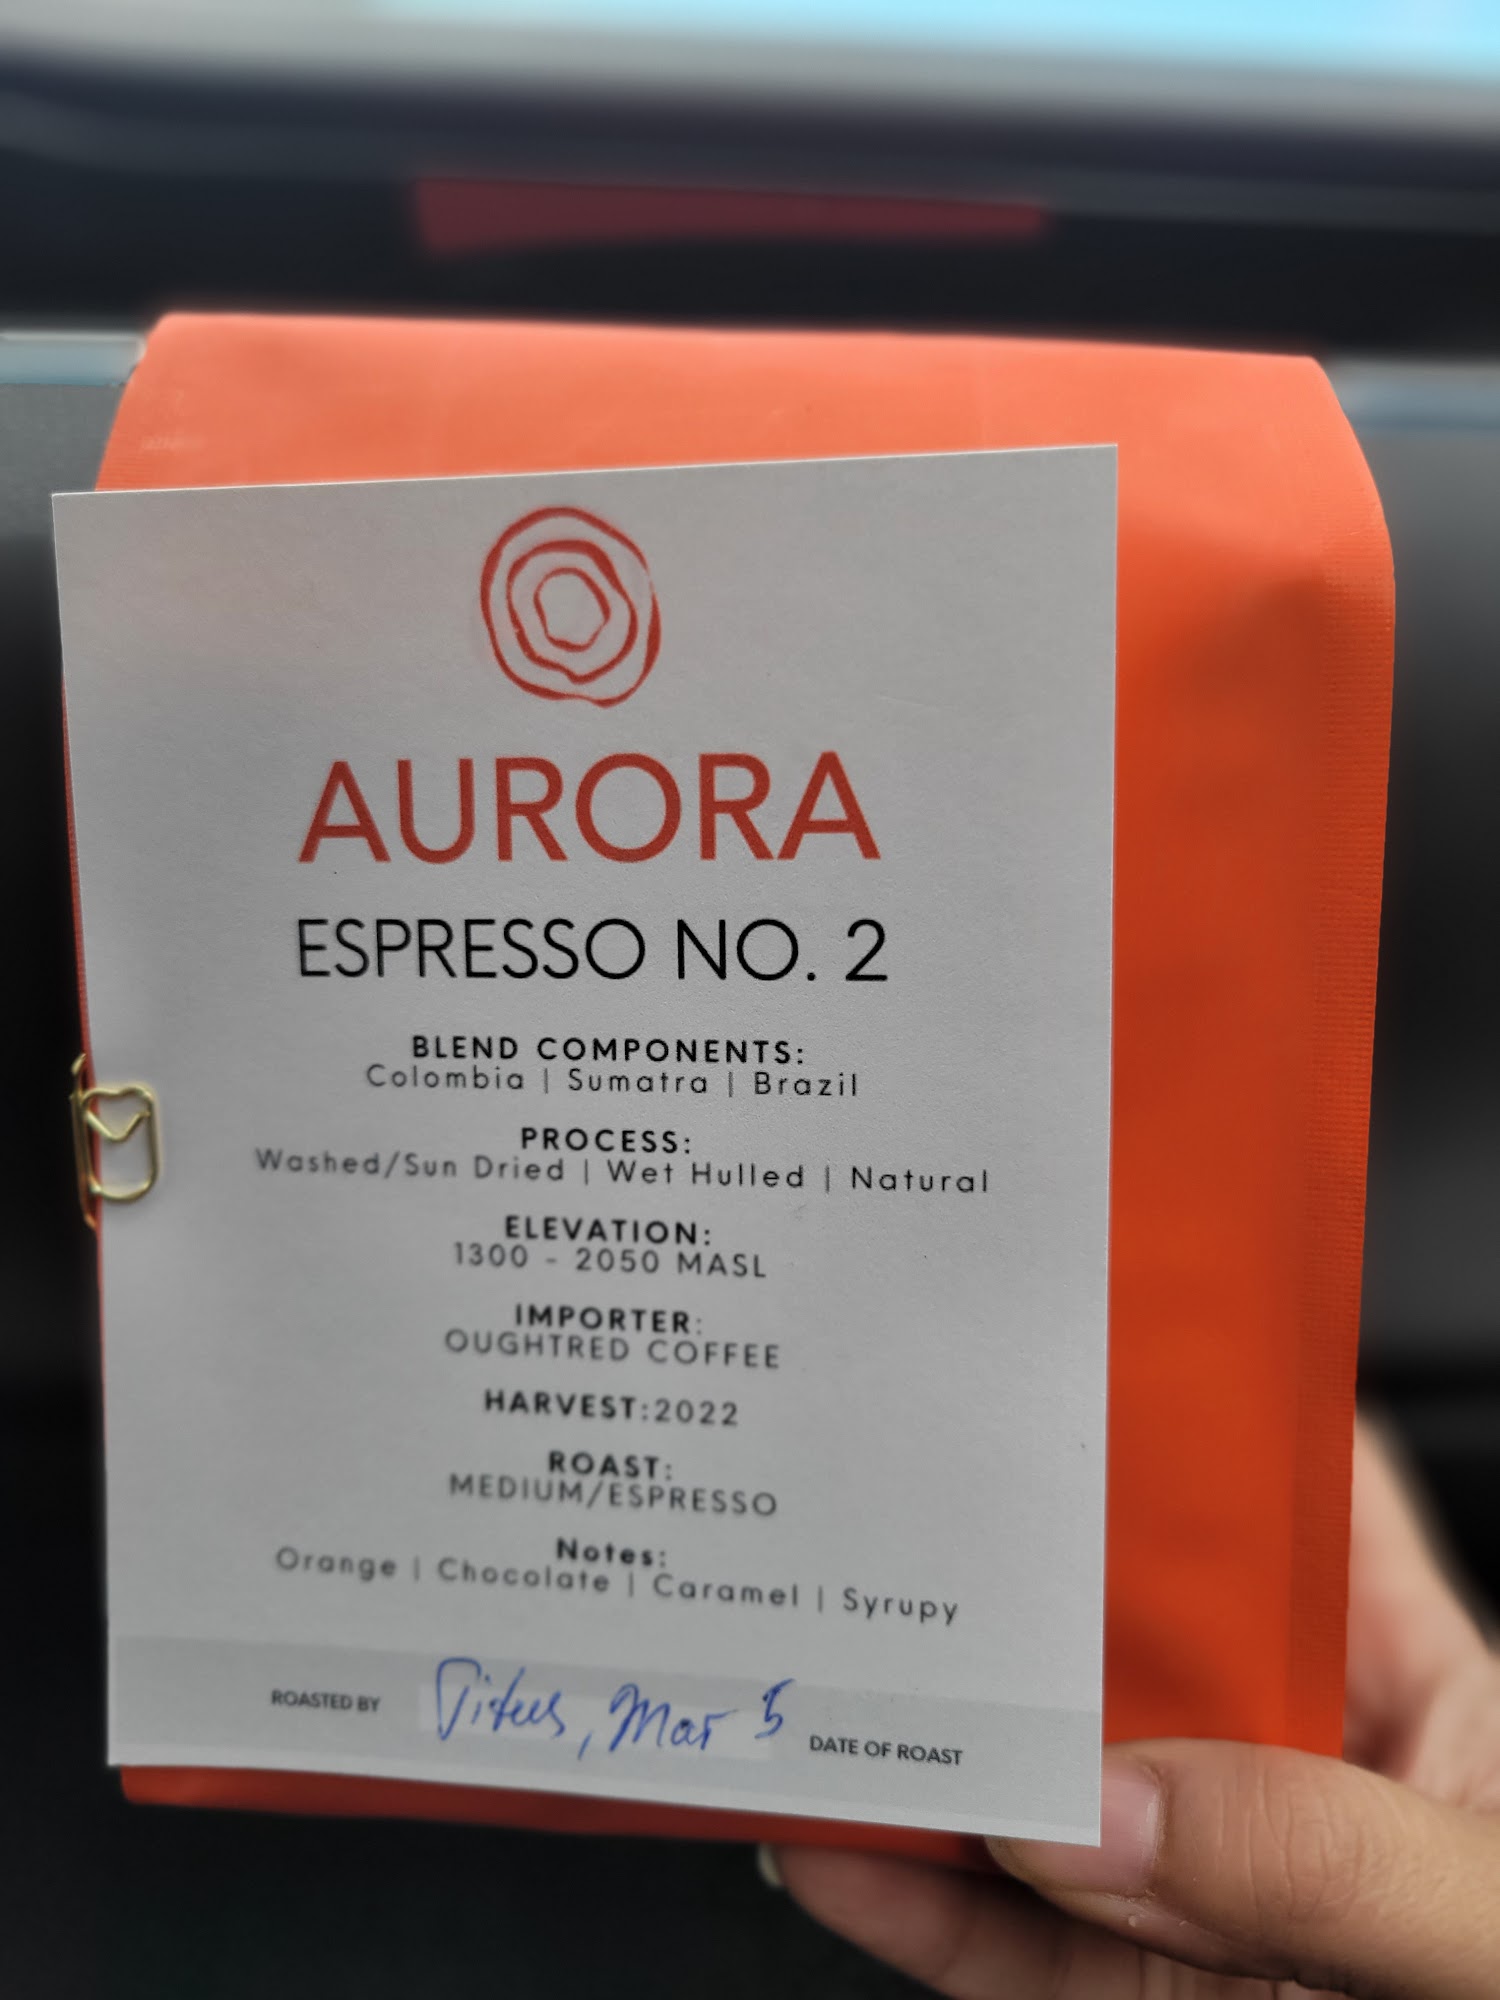 AURORA
ESPRESSO NO. 2
BLEND COMPONENTS:
Colombia | Sumatra | Brazil
PROCESS:
Washed/Sun Dried | Wet Hulled | Natural
ELEVATION:
1300 - 2050 MASL
IMPORTER:
OUGHTRED COFFEE
HARVEST:2022
ROAST:
MEDIUM/ESPRESSO
Notes:
Orange | Chocolate | Caramel | Syrupy
ROASTED BY Titus, Mar 5 DATE OF ROAST